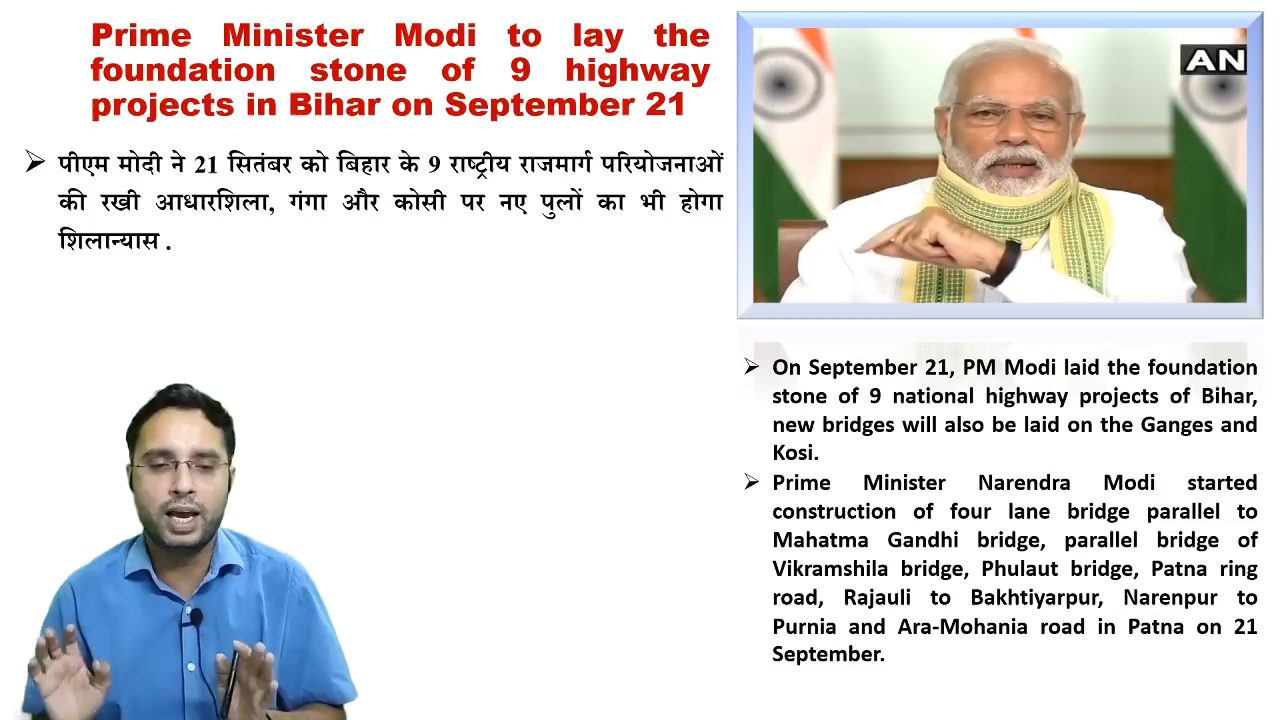 Prime Minister Modi to lay the
foundation stone of 9 highway
projects in Bihar on September 21
पीएम मोदी ने 21 सितंबर को बिहार के 9 राष्ट्रीय राजमार्ग परियोजनाओं
की रखी आधारशिला, गंगा और कोसी पर नए पुलों का भी होगा
शिलान्यास .
AN
On September 21, PM Modi laid the foundation
stone of 9 national highway projects of Bihar,
new bridges will also be laid on the Ganges and
Kosi.
Prime Minister Narendra Modi started
construction of four lane bridge parallel to
Mahatma Gandhi bridge, parallel bridge of
Vikramshila bridge, Phulaut bridge, Patna ring
road, Rajauli to Bakhtiyarpur, Narenpur to
Purnia and Ara-Mohania road in Patna on 21
September.